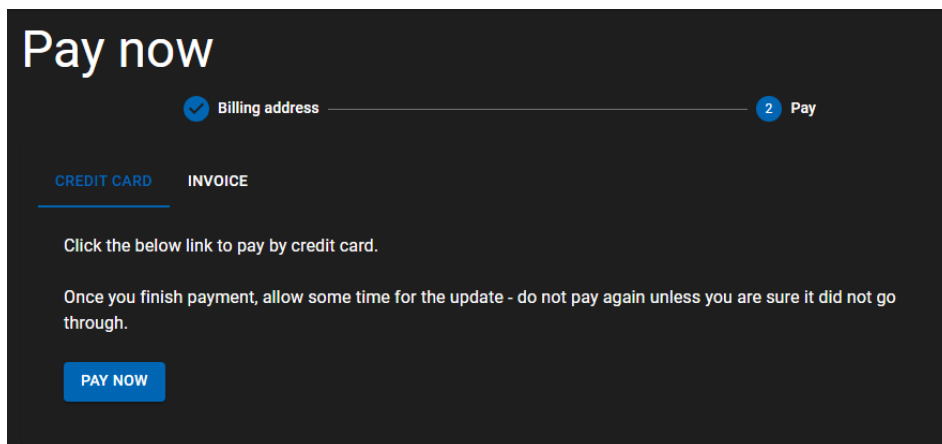 Pay now
Billing address
2 Pay
CREDIT CARD INVOICE
Click the below link to pay by credit card.
Once you finish payment, allow some time for the update - do not pay again unless you are sure it did not go
through.
PAY NOW